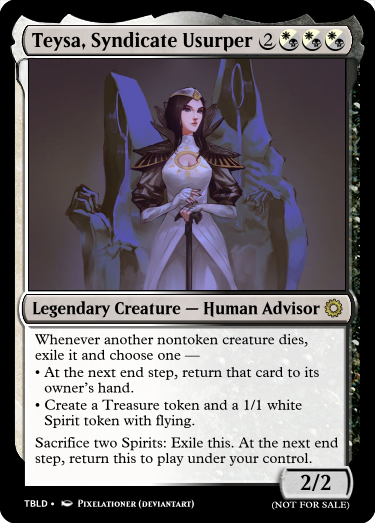 Teysa, Syndicate Usurper 2
Legendary Creature — Human Advisor
Whenever another nontoken creature dies,
exile it and choose one —
• At the next end step, return that card to its
owner's hand.
• Create a Treasure token and a 1/1 white
Spirit token with flying.
Sacrifice two Spirits: Exile this. At the next end
step, return this to play under your control.
2/2
TBLD • Pixelationer (deviantart)
(NOT FOR SALE)